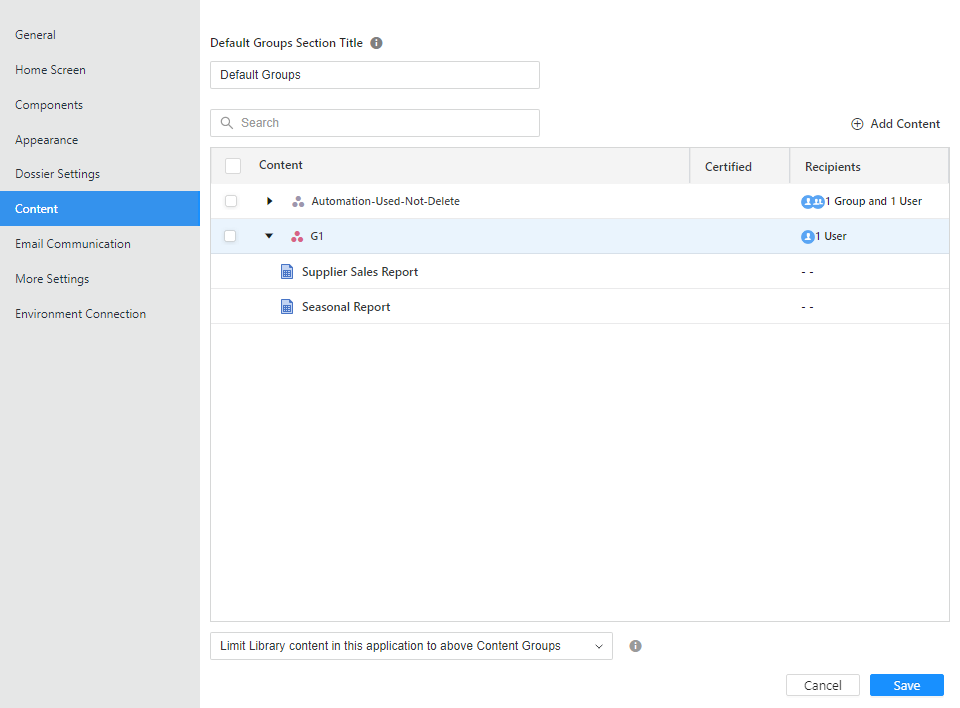 General
Home Screen
Components
Appearance
Dossier Settings
Content
Email Communication
More Settings
Environment Connection
Default Groups Section Title
Default Groups
Search
Add Content
Content Certified Recipients
Automation-Used-Not-Delete 1 Group and 1 User
G1 1 User
Supplier Sales Report - -
Seasonal Report - -
Limit Library content in this application to above Content Groups
Cancel Save